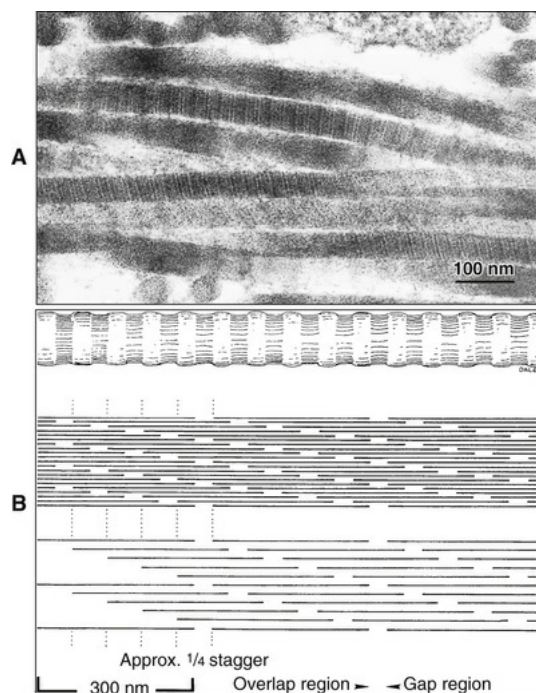 A
100 nm
B
Approx. 1/4 stagger
300 nm
Overlap region
Gap region